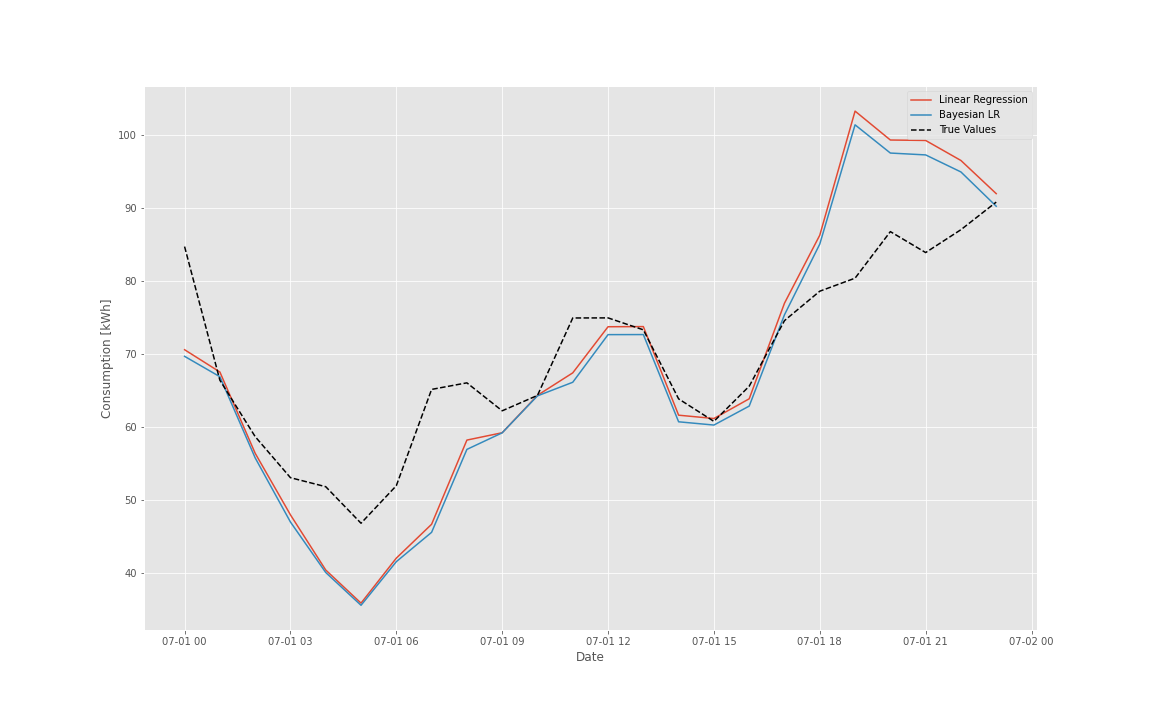 Linear Regression
Bayesian LR
True Values
100
90
80
70
60
50
40
Consumption [kWh]
07-01 00 07-01 03 07-01 06 07-01 09 07-01 12 07-01 15 07-01 18 07-01 21 07-02 00
Date